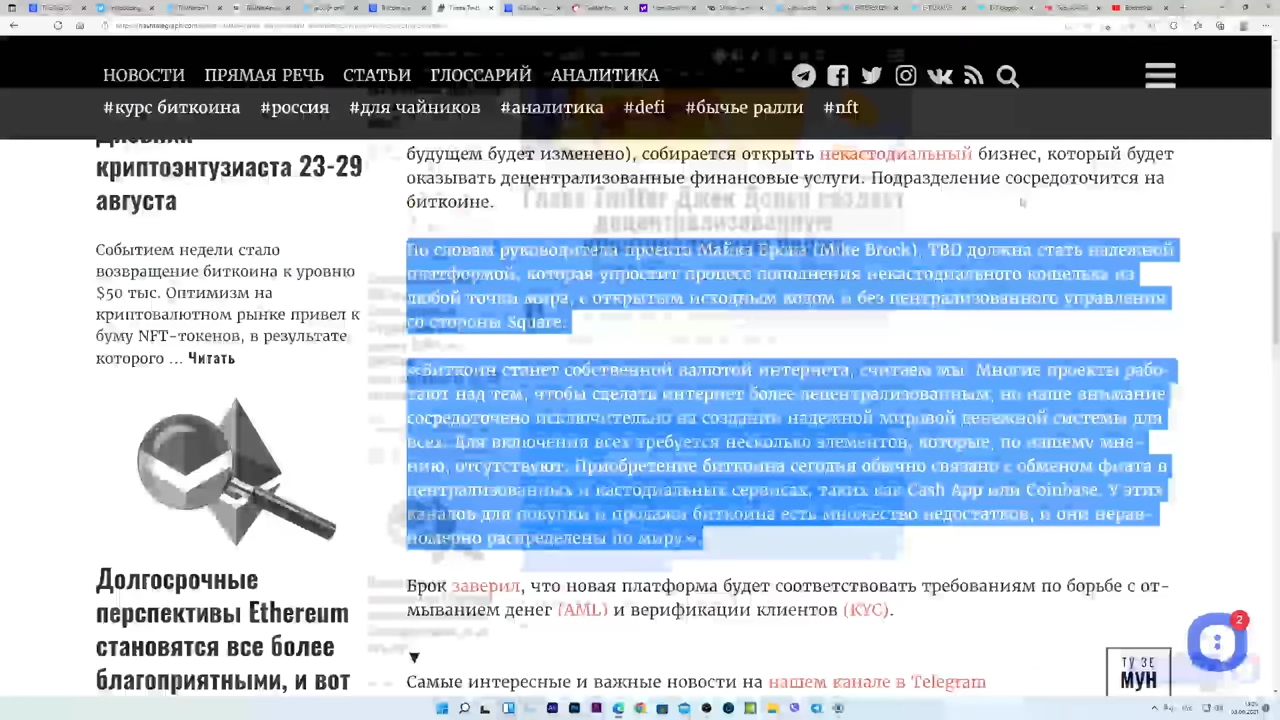 НОВОСТИ ПРЯМАЯ РЕЧЬ СТАТЬИ ГЛОССАРИЙ АНАЛИТИКА
#курс биткоина #россия #для чайников #аналитика #defi #бычье ралли #nft
Дневник
криптоэнтузиаста 23-29
августа
Событием недели стало
возвращение биткоина к уровню
$50 тыс. Оптимизм на
криптовалютном рынке привел к
буму NFT-токенов, в результате
которого ... Читать
Долгосрочные
перспективы Ethereum
становятся все более
благоприятными, и вот
будущем будет изменено), собирается открыть некастодиальный бизнес, который будет
оказывать децентрализованные финансовые услуги. Подразделение сосредоточится на
биткоине.
По словам руководителя проекта Майка Брока (Mike Brock), TBD должна стать надежной
платформой, которая упростит процесс пополнения некастодиального кошелька из
любой точки мира, с открытым исходным кодом и без централизованного управления
со стороны Square.
«Биткоин станет собственной валютой интернета, считаем мы. Многие проекты рабо-
тают над тем, чтобы сделать интернет более децентрализованным, но наше внимание
сосредоточено исключительно на создании надежной мировой денежной системы для
всех. Для включения всех требуется несколько элементов, которые, по нашему мне-
нию, отсутствуют. Приобретение биткоина сегодня обычно связано с обменом фиата в
централизованных и кастодиальных сервисах, таких как Cash App или Coinbase. У этих
каналов для покупки и продажи биткоина есть множество недостатков, и они нерав-
номерно распределены по миру».
Брок заверил, что новая платформа будет соответствовать требованиям по борьбе с от-
мыванием денег (AML) и верификации клиентов (KYC).
Самые интересные и важные новости на нашем канале в Telegram
2
ТУ ЗЕ
МУН